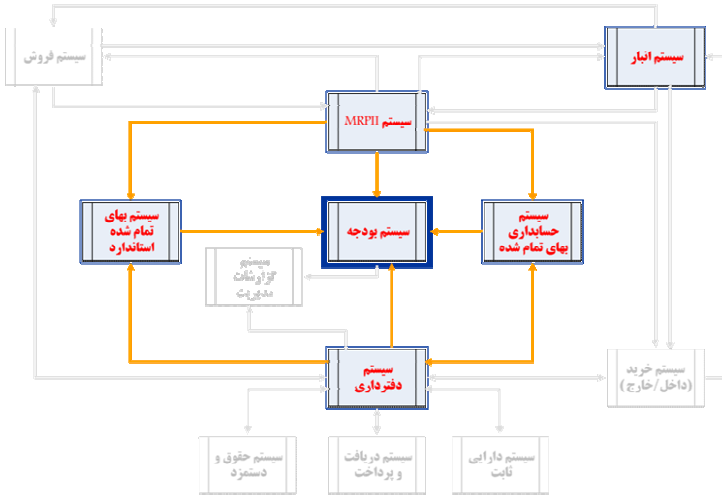 سیستم فروش
سیستم انبار
سیستم MRPII
سیستم بهای
تمام شده
استاندارد
سیستم بودجه
سیستم
حسابداری
بهای تمام شده
سیستم
گزارشات
مدیریت
سیستم
دفترداری
سیستم خرید
(داخل/خارج)
سیستم حقوق و
دستمزد
سیستم دریافت
و پرداخت
سیستم دارایی
ثابت